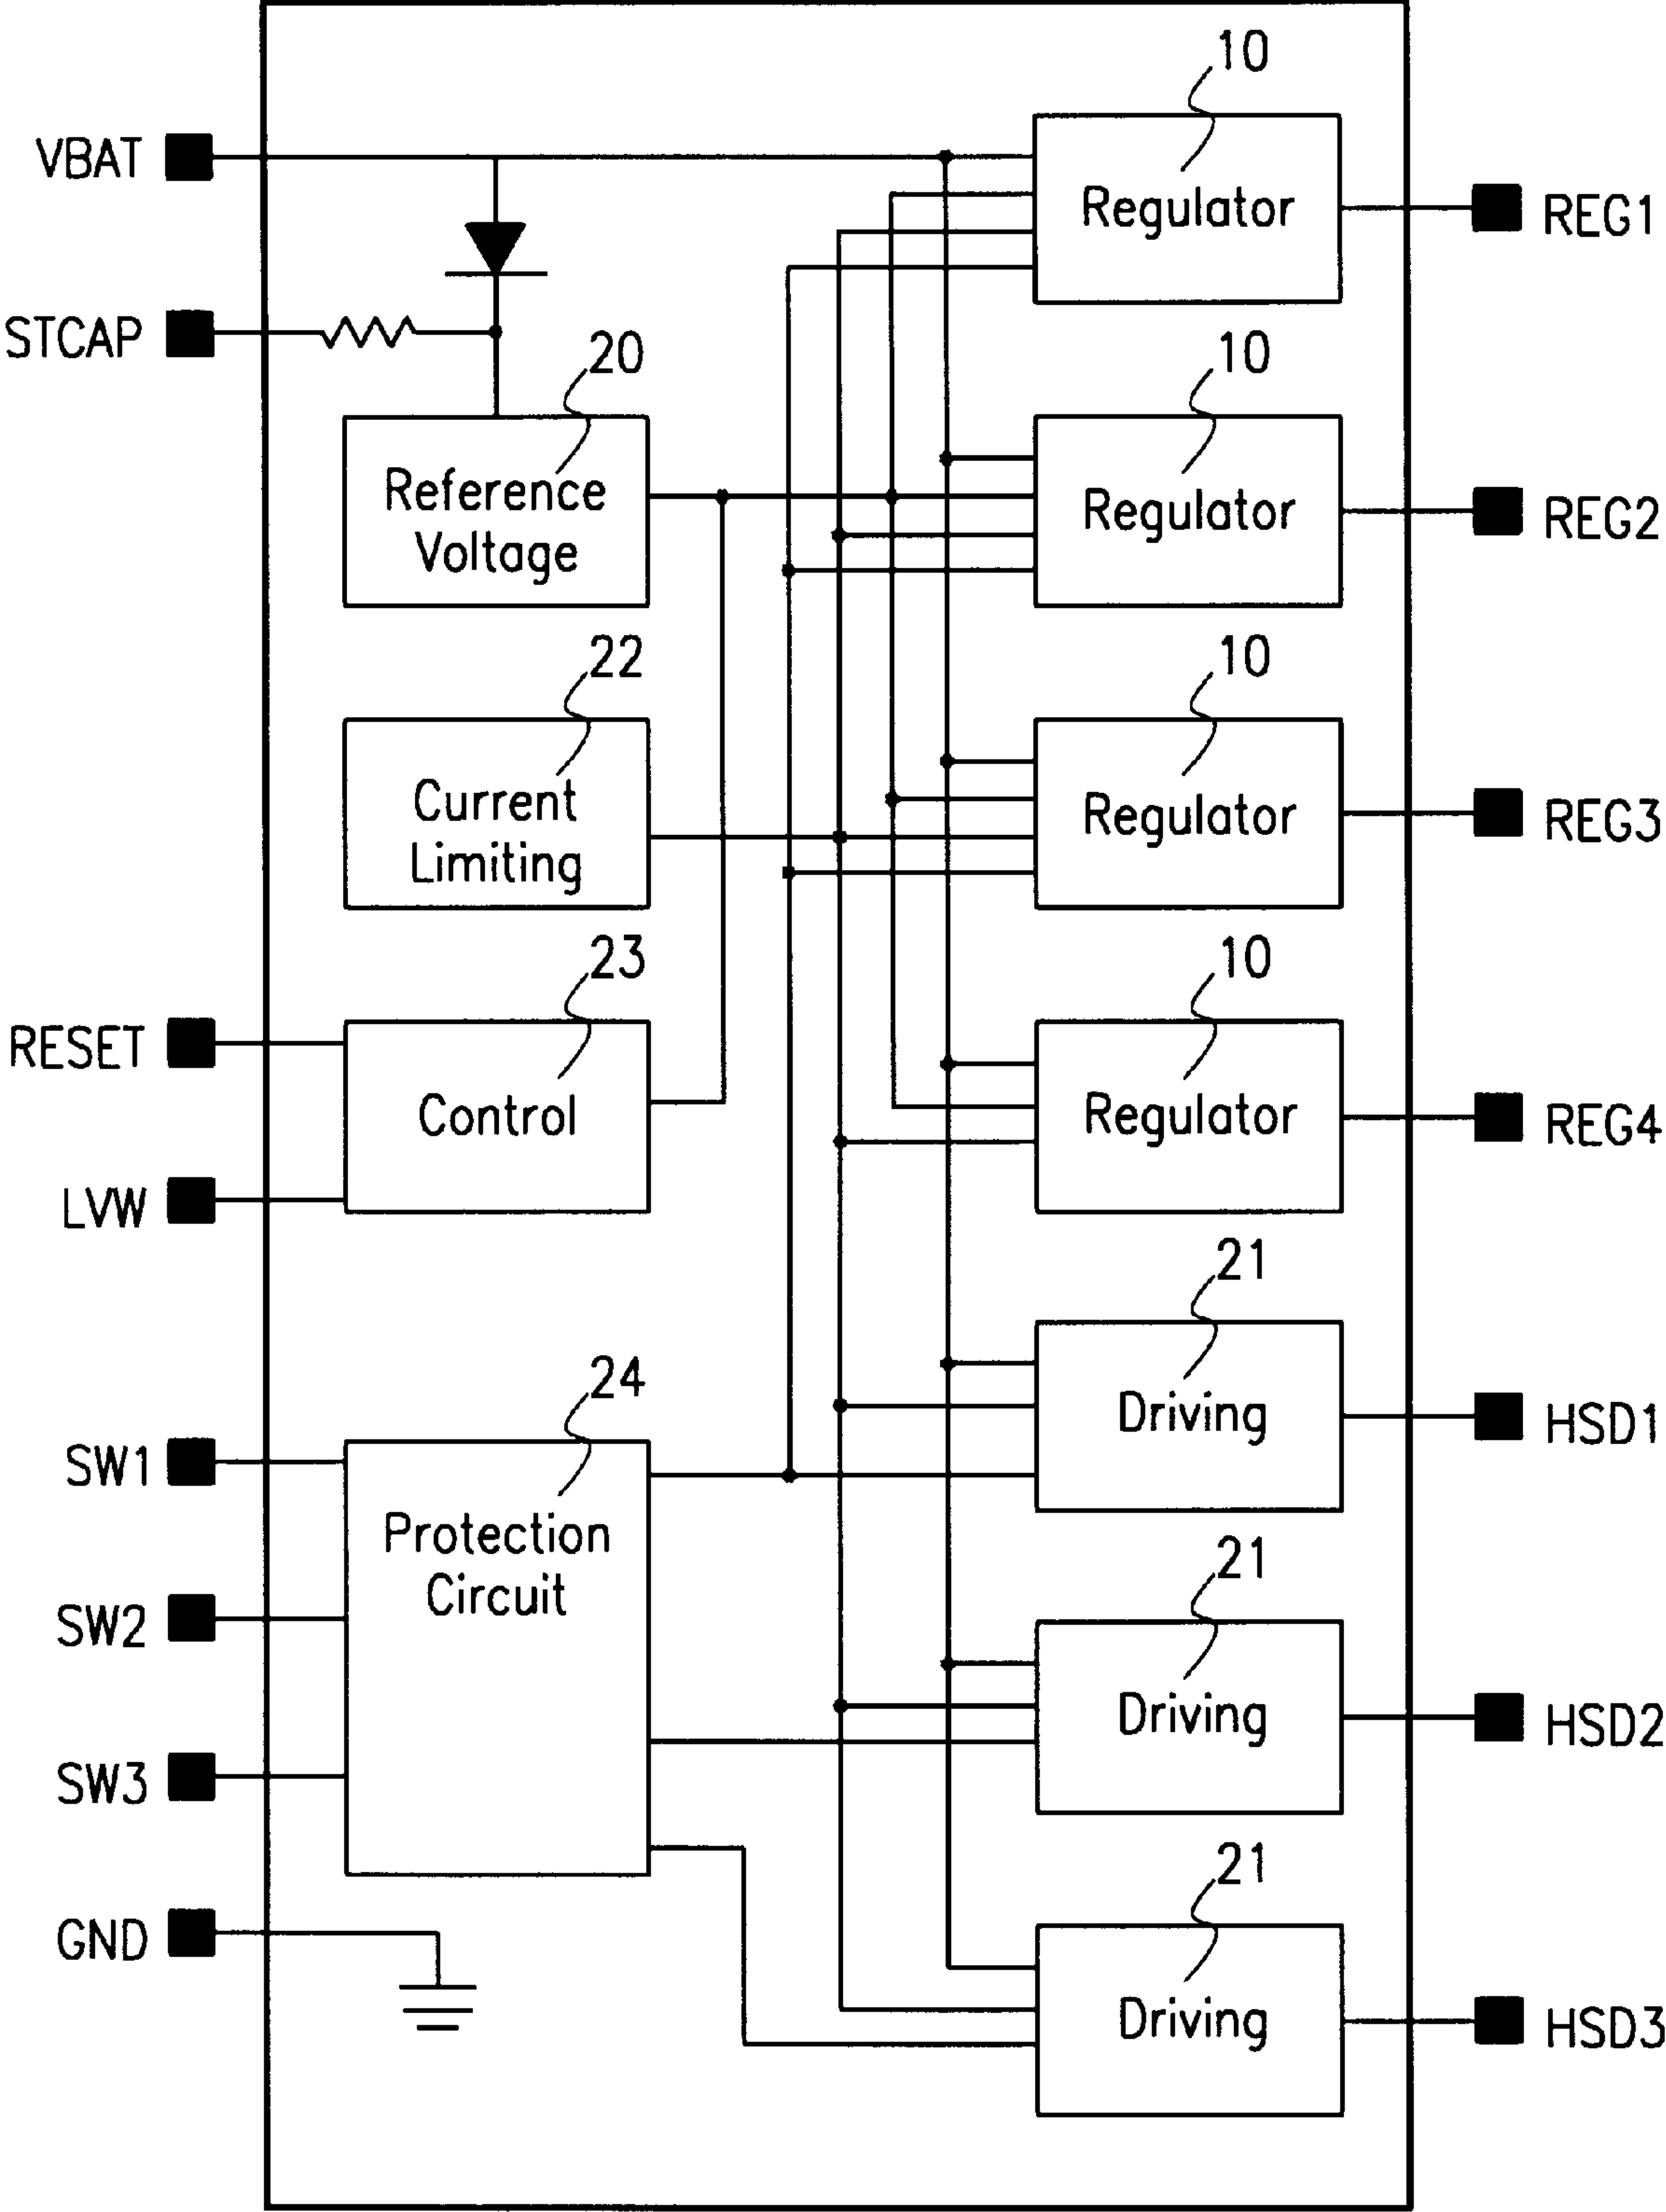 10
VBAT
Regulator
REG1
STCAP
20
10
Reference
Voltage
Regulator
REG2
22
10
Current
Limiting
Regulator
REG3
23
10
RESET
Control
Regulator
REG4
LVW
21
24
Driving
HSD1
SW1
Protection
Circuit
21
SW2
Driving
HSD2
SW3
21
GND
Driving
HSD3